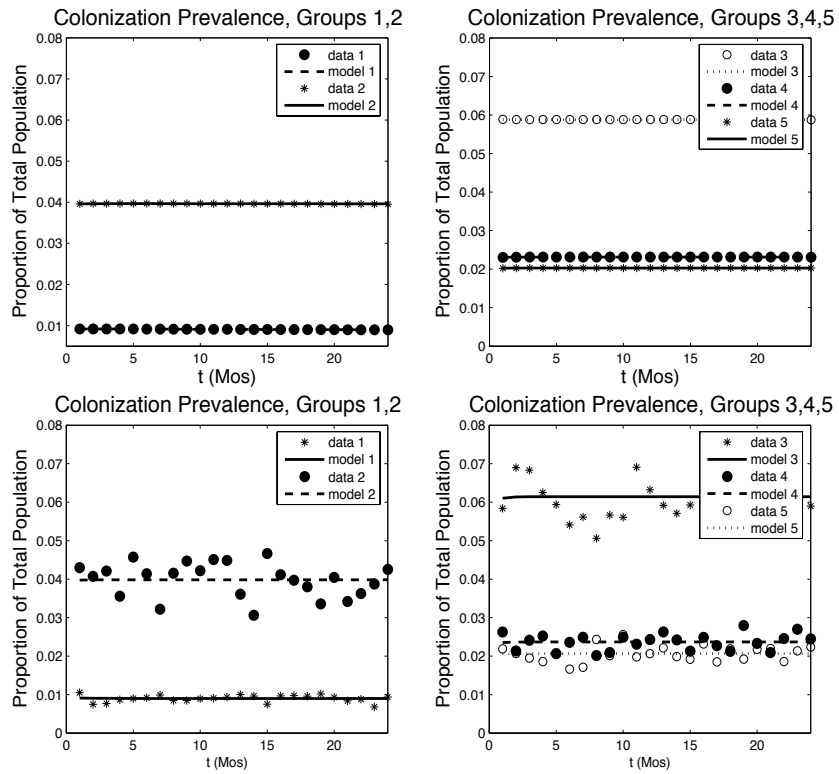 Colonization Prevalence, Groups 1,2
Proportion of Total Population
0.08
0.07
0.06
0.05
0.04
0.03
0.02
0.01
0
5
10
15
20
t (Mos)
data 1
model 1
data 2
model 2
Colonization Prevalence, Groups 3,4,5
Proportion of Total Population
0.08
0.07
0.06
0.05
0.04
0.03
0.02
0.01
0
0
5
10
15
20
t (Mos)
data 3
model 3
data 4
model 4
data 5
model 5
Colonization Prevalence, Groups 1,2
Proportion of Total Population
0.08
0.07
0.06
0.05
0.04
0.03
0.02
0.01
0
0
5
10
15
20
t (Mos)
data 1
model 1
data 2
model 2
Colonization Prevalence, Groups 3,4,5
Proportion of Total Population
0.08
0.07
0.06
0.05
0.04
0.03
0.02
0.01
0
0
5
10
15
20
t (Mos)
data 3
model 3
data 4
model 4
data 5
model 5